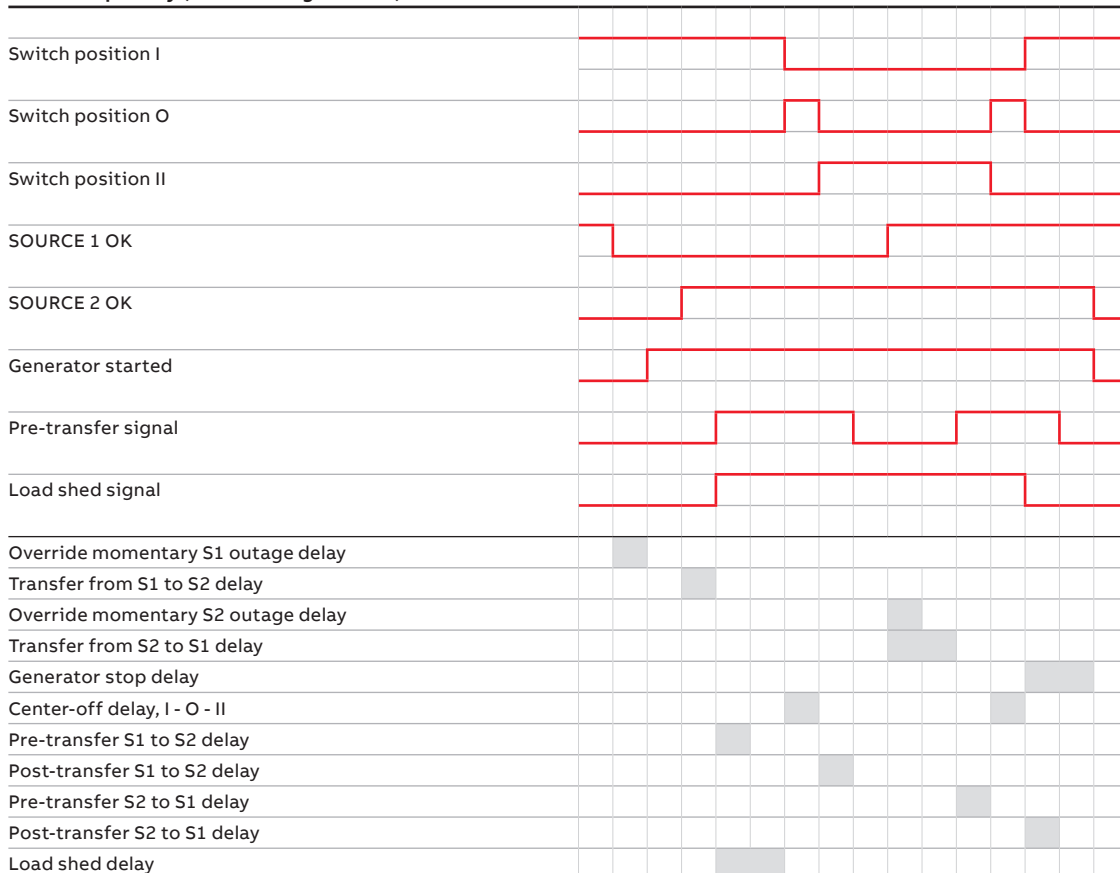 Switch position I
Switch position O
Switch position II
SOURCE 1 OK
SOURCE 2 OK
Generator started
Pre-transfer signal
Load shed signal
Override momentary S1 outage delay
Transfer from S1 to S2 delay
Override momentary S2 outage delay
Transfer from S2 to S1 delay
Generator stop delay
Center-off delay, I - O - II
Pre-transfer S1 to S2 delay
Post-transfer S1 to S2 delay
Pre-transfer S2 to S1 delay
Post-transfer S2 to S1 delay
Load shed delay